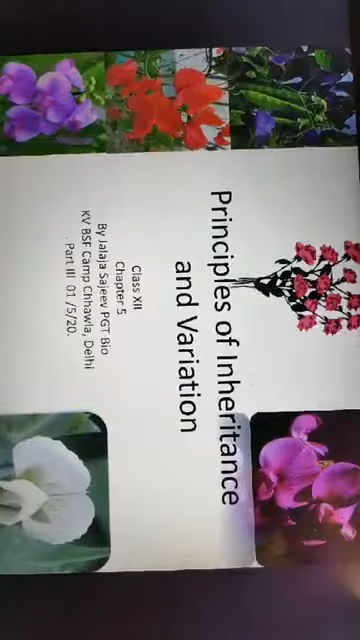 Principles of Inheritance
and Variation
Class XII
Chapter 5
By Jalaja Sajeev PGT Bio
KV BSF Camp Chhawla, Delhi
. Part III 01 /5/20.